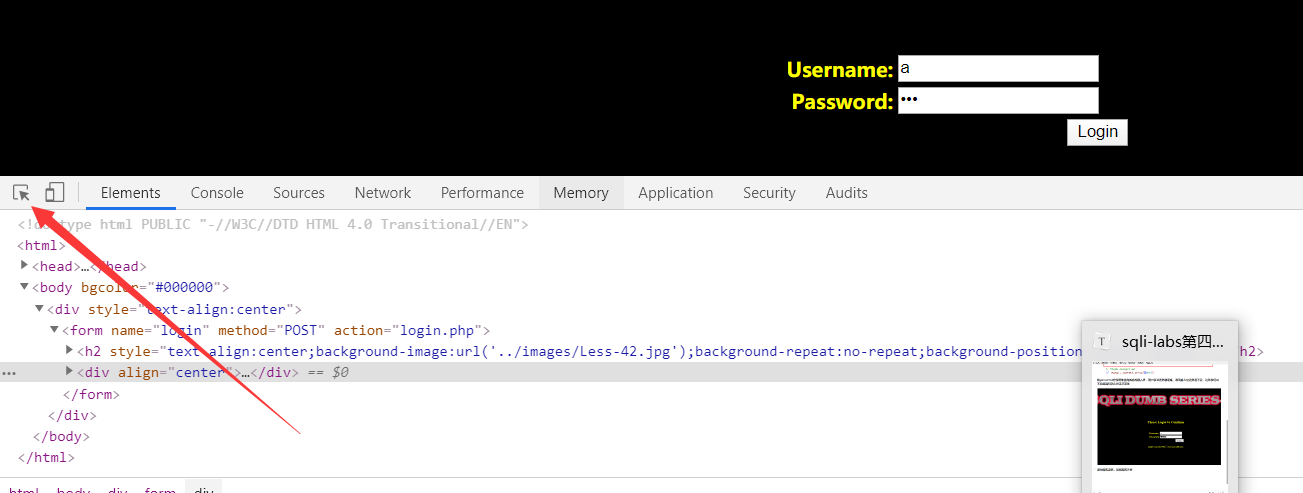 Username: a
Password: •••
Login
Elements Console Sources Network Performance Memory Application Security Audits
type html PUBLIC "-//W3C//DTD HTML 4.0 Transitional//EN">
<html>
<head>…</head>
<body bgcolor="#000000">
<div style="text-align:center">
<form name="login" method="POST" action="login.php">
<h2 style="text-align:center;background-image:url('../images/Less-42.jpg');background-repeat:no-repeat;background-position
h2>
<div align="center">…</div> == $0
</form>
</div>
</body>
</html>
T sqli-labs第四...
SQLI DUMB SERIES-
html body div form div